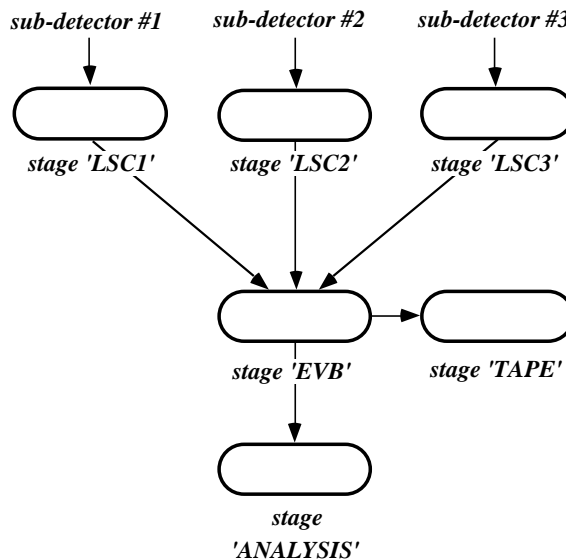 sub-detector #1 sub-detector #2 sub-detector #3
stage 'LSC1' stage 'LSC2' stage 'LSC3'
stage 'EVB' stage 'TAPE'
stage
'ANALYSIS'